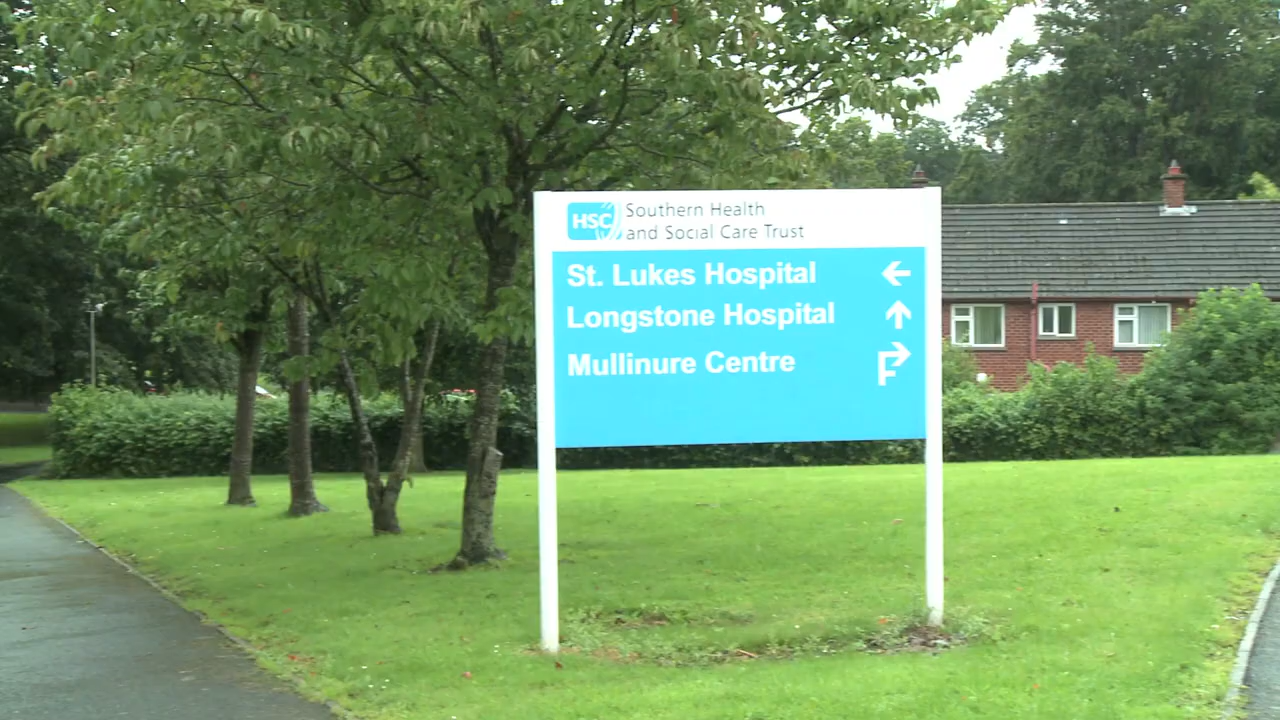 HSC
Southern Health
and Social Care Trust
St. Lukes Hospital
Longstone Hospital
Mullinure Centre